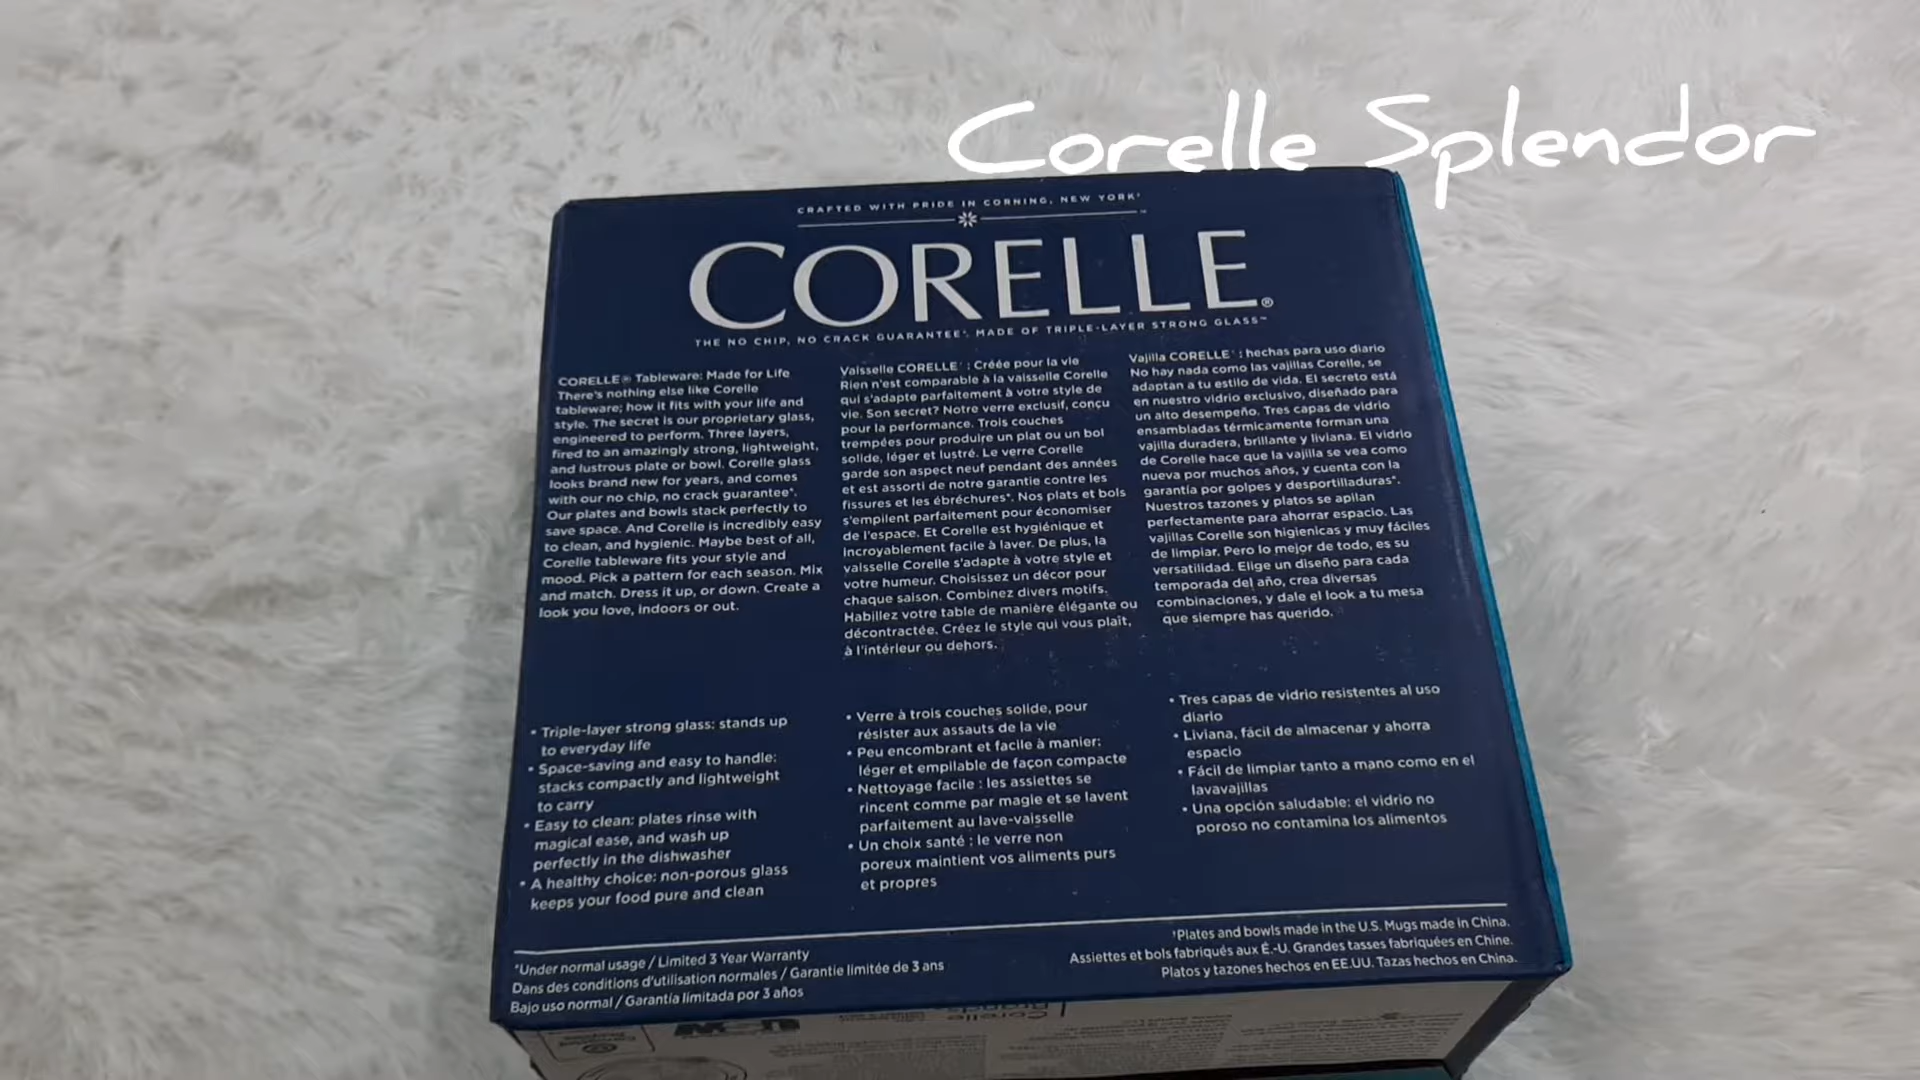 Corelle Splendor
CRAFTED WITH PRIDE IN CORNING, NEW YORK†
CORELLE®
THE NO CHIP, NO CRACK GUARANTEE*. MADE OF TRIPLE-LAYER STRONG GLASS™
CORELLE® Tableware: Made for Life
There's nothing else like Corelle
tableware; how it fits with your life and
style. The secret is our proprietary glass,
engineered to perform. Three layers,
fired to an amazingly strong, lightweight,
and lustrous plate or bowl. Corelle glass
looks brand new for years, and comes
with our no chip, no crack guarantee*.
Our plates and bowls stack perfectly to
save space. And Corelle is incredibly easy
to clean, and hygienic. Maybe best of all,
Corelle tableware fits your style and
mood. Pick a pattern for each season. Mix
and match. Dress it up, or down. Create a
look you love, indoors or out.
• Triple-layer strong glass: stands up
to everyday life
• Space-saving and easy to handle:
stacks compactly and lightweight
to carry
• Easy to clean: plates rinse with
magical ease, and wash up
perfectly in the dishwasher
• A healthy choice: non-porous glass
keeps your food pure and clean
Vaisselle CORELLE : Créée pour la vie
Rien n'est comparable à la vaisselle Corelle
qui s'adapte parfaitement à votre style de
vie. Son secret? Notre verre exclusif, conçu
pour la performance. Trois couches
trempées pour produire un plat ou un bol
solide, léger et lustré. Le verre Corelle
garde son aspect neuf pendant des années
et est assorti de notre garantie contre les
fissures et les ébréchures*. Nos plats et bols
s'empilent parfaitement pour économiser
de l'espace. Et Corelle est hygiénique et
incroyablement facile à laver. De plus, la
vaisselle Corelle s'adapte à votre style et
votre humeur. Choisissez un décor pour
chaque saison. Combinez divers motifs.
Habillez votre table de manière élégante ou
décontractée. Créez le style qui vous plaît,
à l'intérieur ou dehors.
• Verre à trois couches solide, pour
résister aux assauts de la vie
• Peu encombrant et facile à manier:
léger et empilable de façon compacte
• Nettoyage facile : les assiettes se
rincent comme par magie et se lavent
parfaitement au lave-vaisselle
• Un choix santé : le verre non
poreux maintient vos aliments purs
et propres
Vajilla CORELLE : hechas para uso diario
No hay nada como las vajillas Corelle, se
adaptan a tu estilo de vida. El secreto está
en nuestro vidrio exclusivo, diseñado para
un alto desempeño. Tres capas de vidrio
ensambladas térmicamente forman una
vajilla duradera, brillante y liviana. El vidrio
de Corelle hace que la vajilla se vea como
nueva por muchos años, y cuenta con la
garantía por golpes y desportilladuras*.
Nuestros tazones y platos se apilan
perfectamente para ahorrar espacio. Las
vajillas Corelle son higienicas y muy fáciles
de limpiar. Pero lo mejor de todo, es su
versatilidad. Elige un diseño para cada
temporada del año, crea diversas
combinaciones, y dale el look a tu mesa
que siempre has querido.
• Tres capas de vidrio resistentes al uso
diario
• Liviana, fácil de almacenar y ahorra
espacio
• Fácil de limpiar tanto a mano como en el
lavavajillas
• Una opción saludable: el vidrio no
poroso no contamina los alimentos
*Under normal usage / Limited 3 Year Warranty
Dans des conditions d'utilisation normales / Garantie limitée de 3 ans
Bajo uso normal / Garantía limitada por 3 años
†Plates and bowls made in the U.S. Mugs made in China.
Assiettes et bols fabriqués aux É.-U. Grandes tasses fabriquées en Chine.
Platos y tazones hechos en EE.UU. Tazas hechos en China.
Corelle